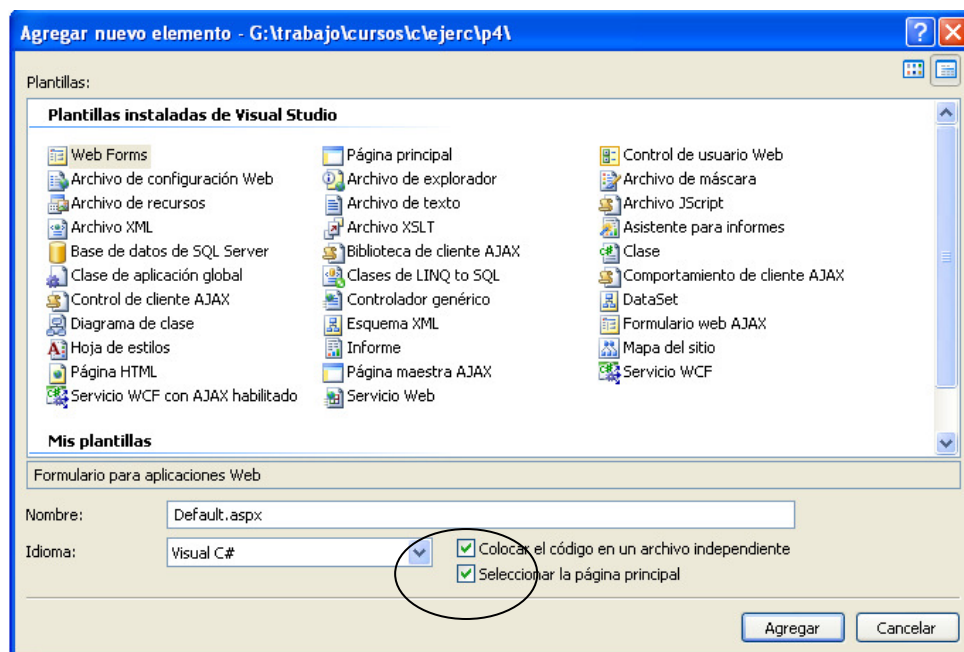 Agregar nuevo elemento - G:\trabajo\cursos\c\ejerc\p4\
Plantillas:
Plantillas instaladas de Visual Studio
Web Forms Página principal Control de usuario Web
Archivo de configuración Web Archivo de explorador Archivo de máscara
Archivo de recursos Archivo de texto Archivo JScript
Archivo XML Archivo XSLT Asistente para informes
Base de datos de SQL Server Biblioteca de cliente AJAX Clase
Clase de aplicación global Clases de LINQ to SQL Comportamiento de cliente AJAX
Control de cliente AJAX Controlador genérico DataSet
Diagrama de clase Esquema XML Formulario web AJAX
Hoja de estilos Informe Mapa del sitio
Página HTML Página maestra AJAX Servicio WCF
Servicio WCF con AJAX habilitado Servicio Web
Mis plantillas
Formulario para aplicaciones Web
Nombre: Default.aspx
Idioma: Visual C# Colocar el código en un archivo independiente
Seleccionar la página principal
Agregar Cancelar